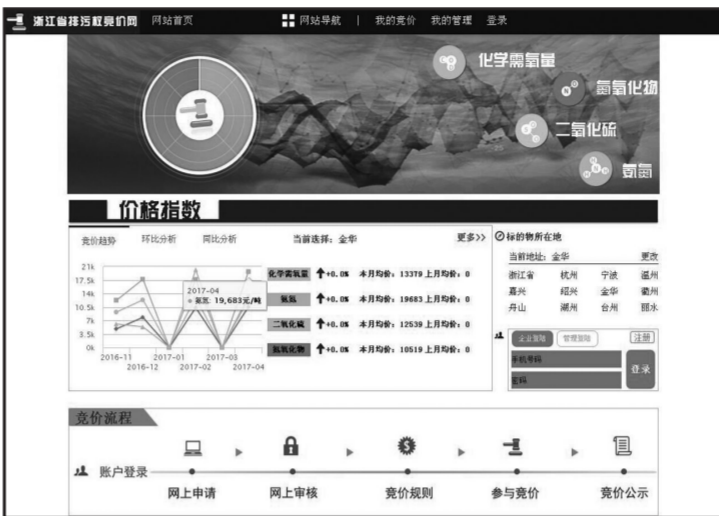 浙江省排污权竞价网 网站首页 网站导航 | 我的竞价 我的管理 登录
化学需氧量
氮氧化物
二氧化硫
氨氮
价格指数
竞价趋势 环比分析 同比分析 当前选择：金华 更多>>
21k
17.5k
14k
10.5k
7k
3.5k
0k
2016-11 2017-01 2017-03
2016-12 2017-02 2017-04
2017-04
氨氮: 19,683元/吨
化学需氧量 +0.0% 本月均价：13379 上月均价：0
氨氮 +0.0% 本月均价：19683 上月均价：0
二氧化硫 +0.0% 本月均价：12539 上月均价：0
氮氧化物 +0.0% 本月均价：10519 上月均价：0
标的物所在地
当前地址：金华 更改
浙江省 杭州 宁波 温州
嘉兴 绍兴 金华 衢州
舟山 湖州 台州 丽水
企业登陆 管理登陆 注册
手机号码
密码
登录
竞价流程
账户登录
网上申请 网上审核 竞价规则 参与竞价 竞价公示